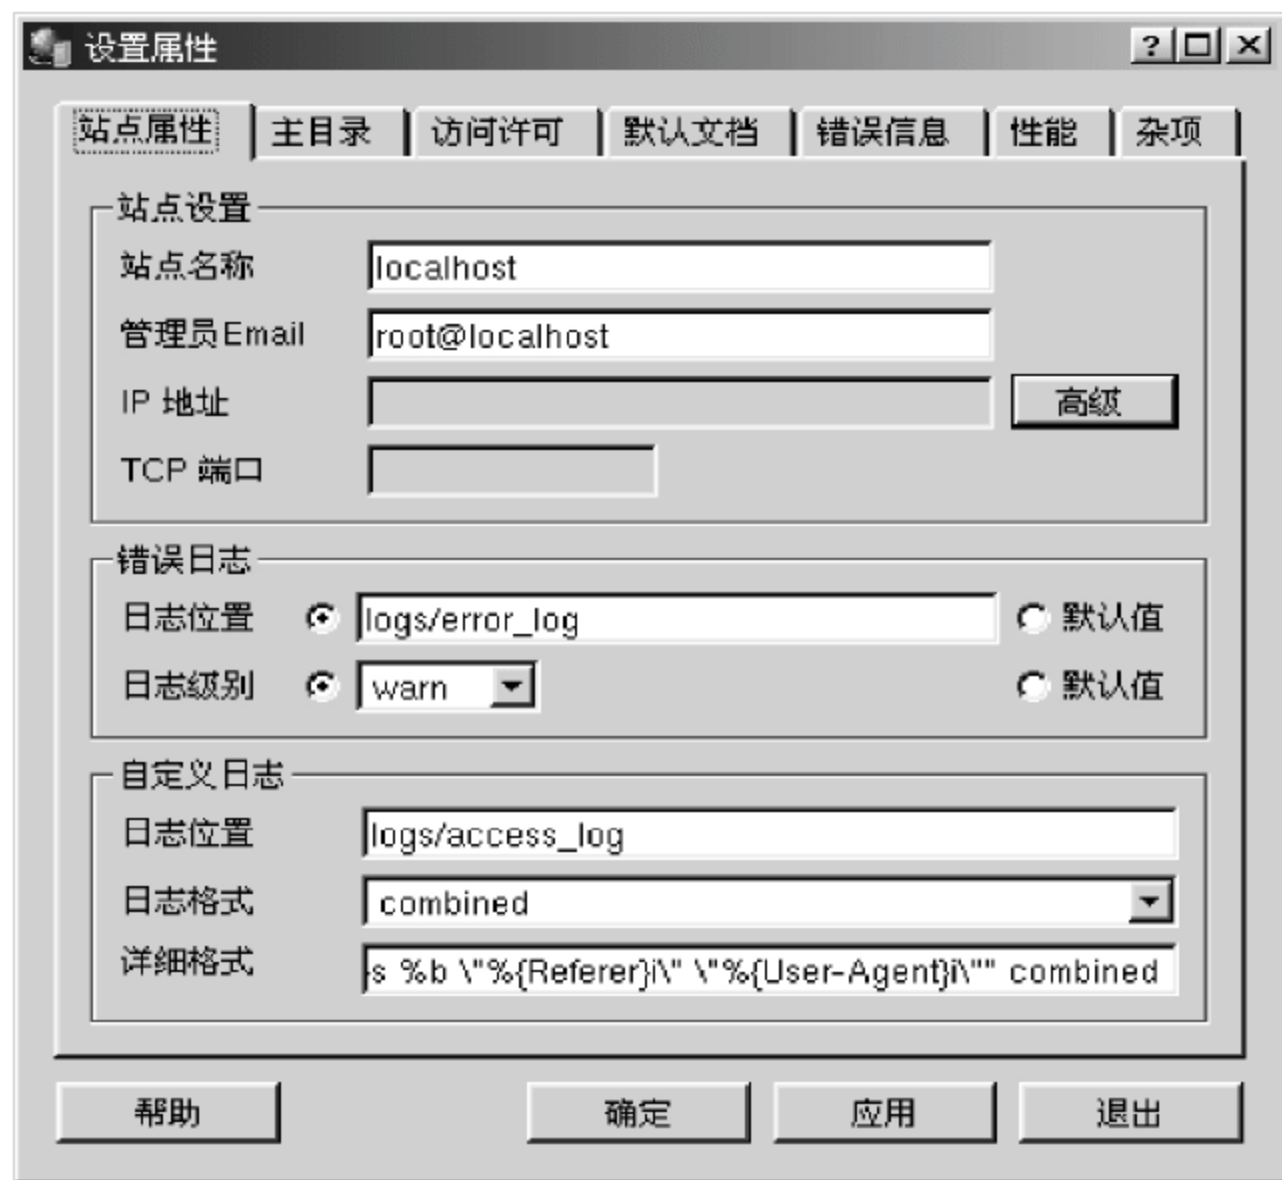 设置属性
站点属性 主目录 访问许可 默认文档 错误信息 性能 杂项
站点设置
站点名称 localhost
管理员Email root@localhost
IP 地址 高级
TCP 端口
错误日志
日志位置 logs/error_log 默认值
日志级别 warn 默认值
自定义日志
日志位置 logs/access_log
日志格式 combined
详细格式 s %b \"%{Referer}i\" \"%{User-Agent}i\"" combined
帮助 确定 应用 退出